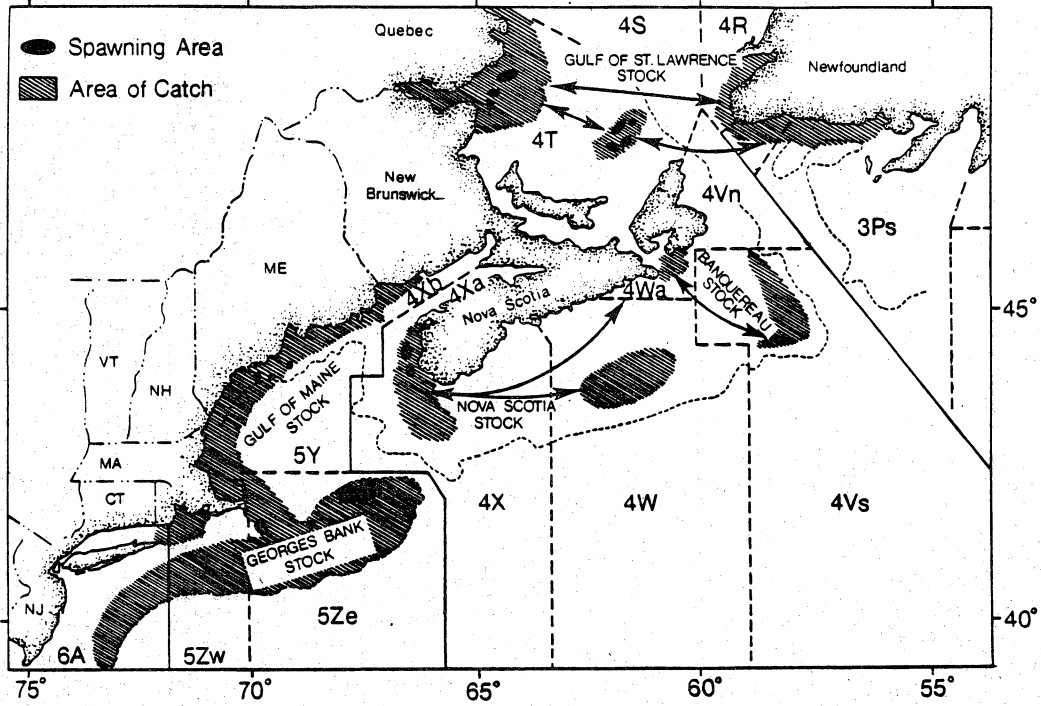 Quebec
4S
4R
Spawning Area
Area of Catch
GULF OF ST. LAWRENCE
STOCK
Newfoundland
4T
New
Brunswick
4Vn
3Ps
ME
4Xb
4Xa
Nova Scotia
4Wa
BANQUEREAU
STOCK
45°
VT
NH
GULF OF MAINE
STOCK
NOVA SCOTIA
STOCK
5Y
MA
CT
4X
4W
4Vs
GEORGES BANK
STOCK
NJ
5Ze
40°
6A
5Zw
75°
70°
65°
60°
55°